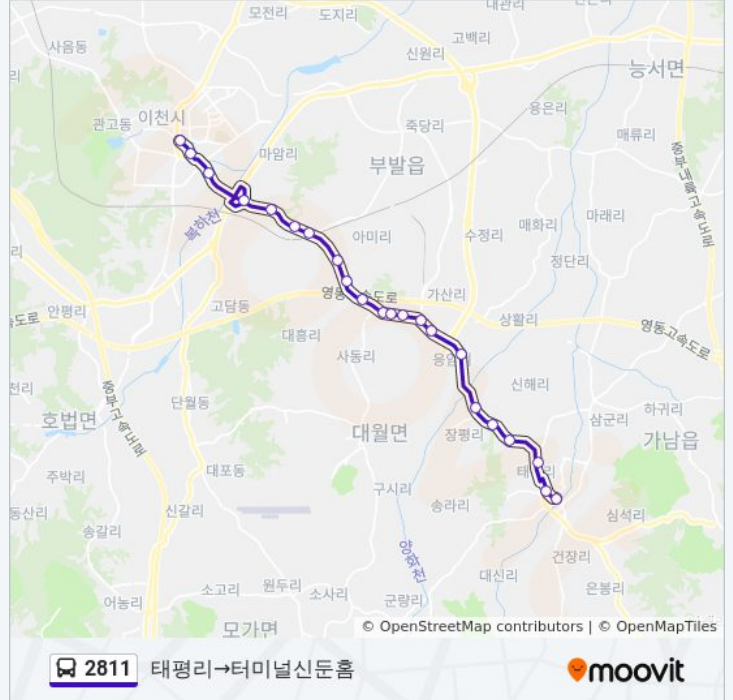 모전리
도지리
대관리
고백리
사음동
신원리
능서면
이천시
관고동
죽당리
용은리
매류리
마암리
부발읍
중부내륙고속도로
복하천
아미리
수정리
매화리
마래리
정단리
영동고속도로
가산리
안평리
고담동
상활리
영동고속도로
대흥리
사동리
응암리
중부고속도로
호법면
단월동
신해리
하귀리
삼군리
대월면
장평리
가남읍
주박리
대포동
구시리
송라리
신갈리
심석리
송갈리
양화천
건장리
대신리
은봉리
어농리
소고리
원두리
소사리
군량리
모가면
© OpenStreetMap contributors | © OpenMapTiles
2811 태평리→터미널신둔홈
moovit